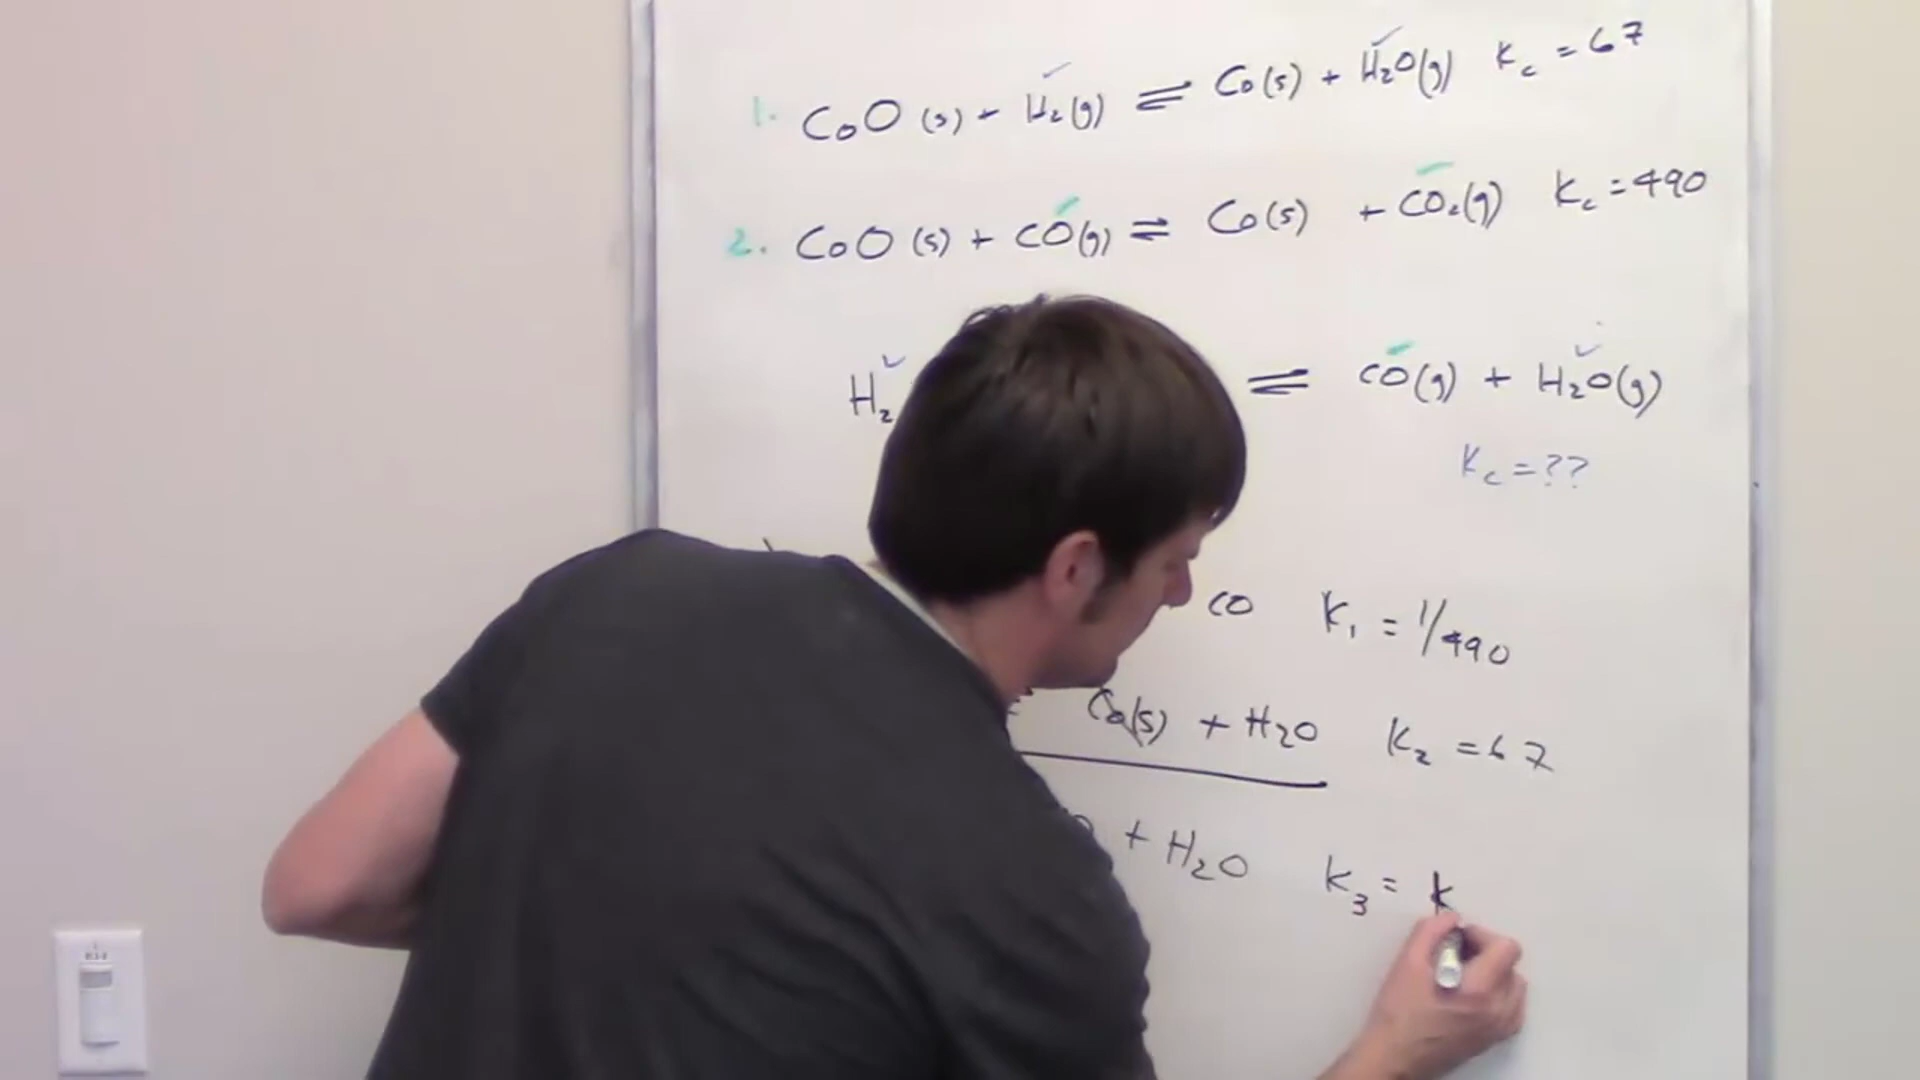 1. CoO (s) + H₂(g) ⇌ Co(s) + H₂O(g) Kc = 67
2. CoO (s) + CO(g) ⇌ Co(s) + CO₂(g) Kc = 490
H₂ ⇌ CO(g) + H₂O(g)
Kc = ??
CO K₁ = 1/490
Co(s) + H₂O K₂ = 67
+ H₂O K₃ = K